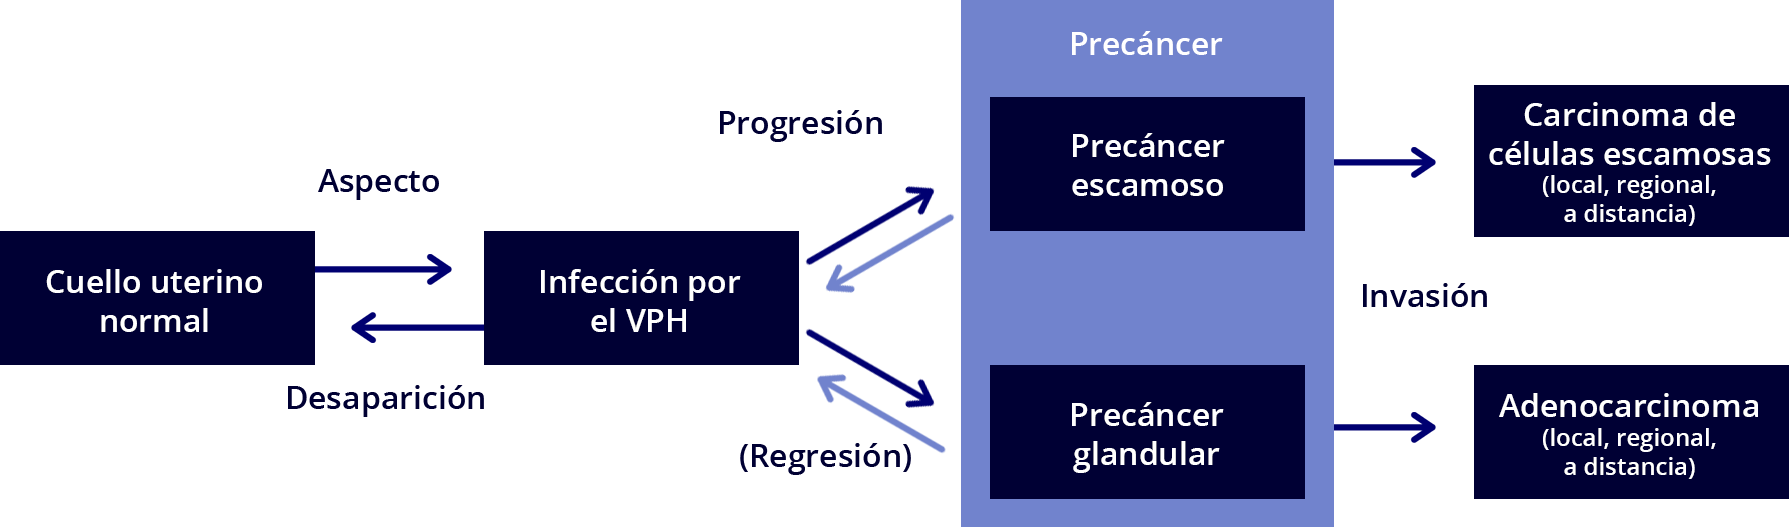 Cuello uterino
normal
Aspecto
Desaparición
Infección por
el VPH
Progresión
(Regresión)
Precáncer
Precáncer
escamoso
Precáncer
glandular
Invasión
Carcinoma de
células escamosas
(local, regional,
a distancia)
Adenocarcinoma
(local, regional,
a distancia)